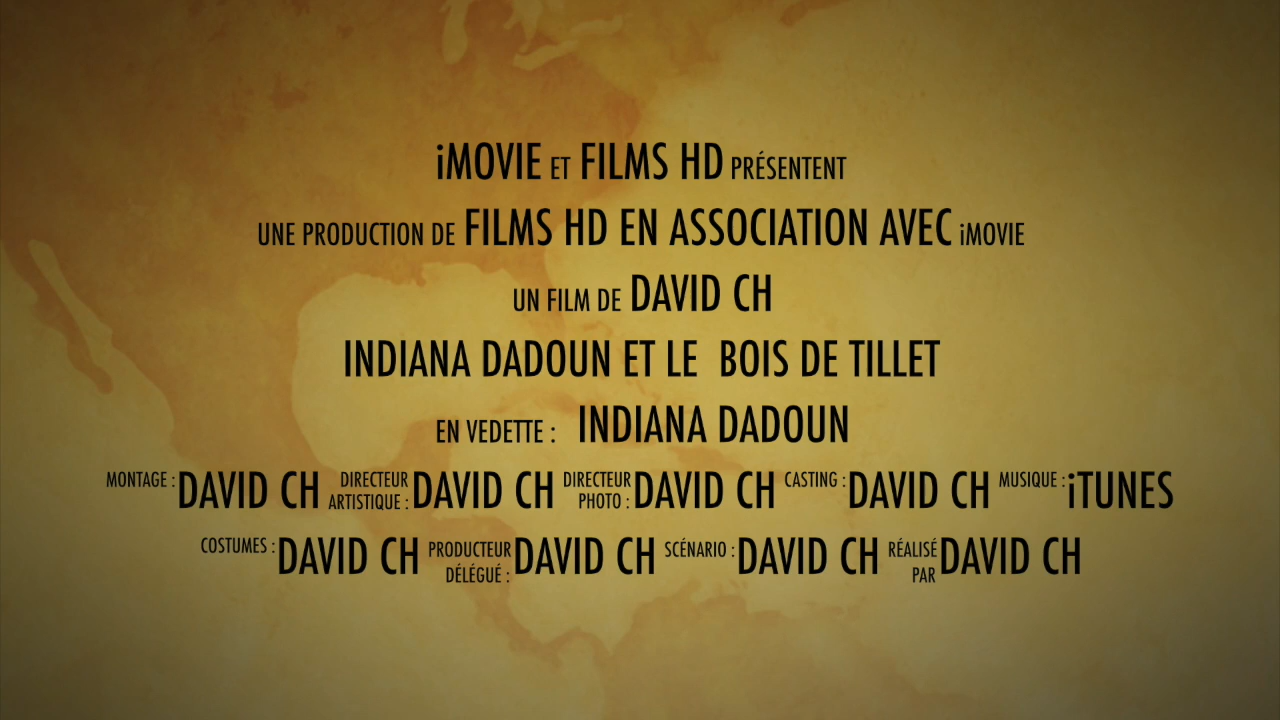 iMOVIE ET FILMS HD PRÉSENTENT
UNE PRODUCTION DE FILMS HD EN ASSOCIATION AVEC iMOVIE
UN FILM DE DAVID CH
INDIANA DADOUN ET LE  BOIS DE TILLET
EN VEDETTE :  INDIANA DADOUN
MONTAGE : DAVID CH DIRECTEUR ARTISTIQUE : DAVID CH DIRECTEUR PHOTO : DAVID CH CASTING : DAVID CH MUSIQUE : iTUNES
COSTUMES : DAVID CH PRODUCTEUR DÉLÉGUÉ : DAVID CH SCÉNARIO : DAVID CH RÉALISÉ PAR DAVID CH